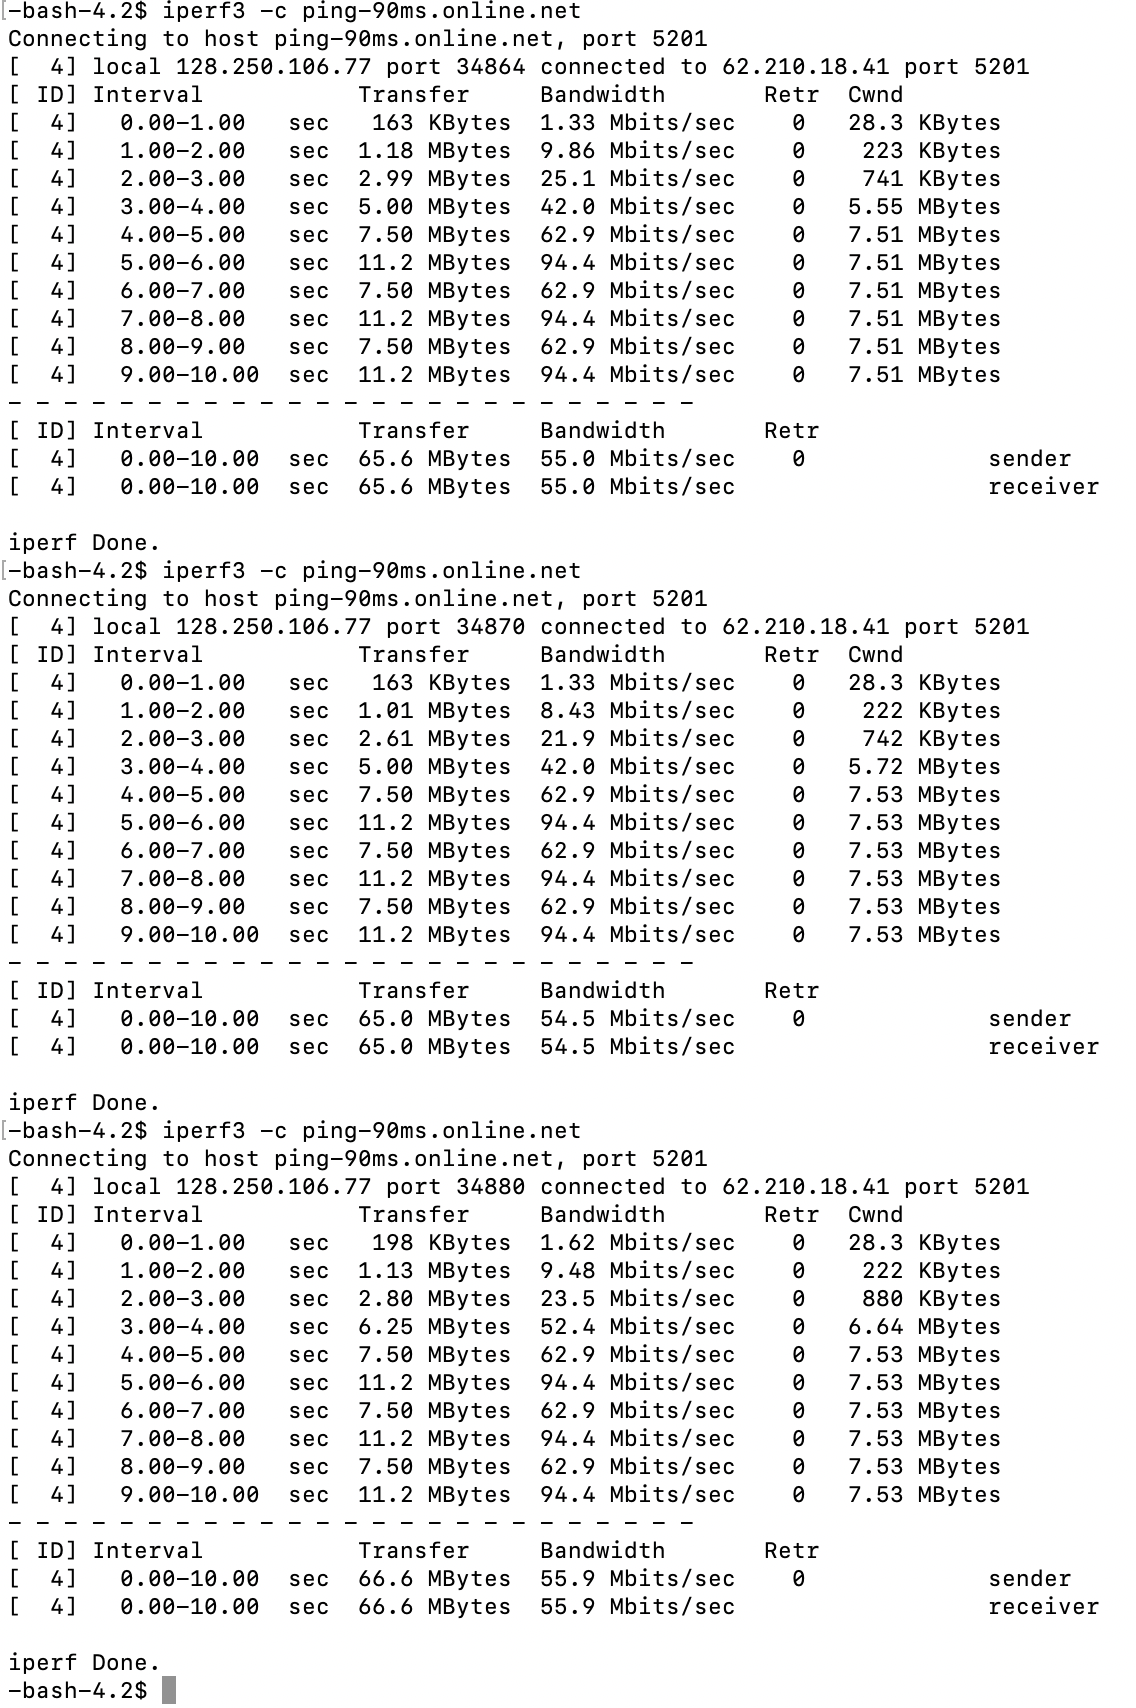 [-bash-4.2$ iperf3 -c ping-90ms.online.net
Connecting to host ping-90ms.online.net, port 5201
[  4] local 128.250.106.77 port 34864 connected to 62.210.18.41 port 5201
[ ID] Interval           Transfer     Bandwidth       Retr  Cwnd
[  4]   0.00-1.00   sec   163 KBytes  1.33 Mbits/sec    0   28.3 KBytes
[  4]   1.00-2.00   sec  1.18 MBytes  9.86 Mbits/sec    0    223 KBytes
[  4]   2.00-3.00   sec  2.99 MBytes  25.1 Mbits/sec    0    741 KBytes
[  4]   3.00-4.00   sec  5.00 MBytes  42.0 Mbits/sec    0   5.55 MBytes
[  4]   4.00-5.00   sec  7.50 MBytes  62.9 Mbits/sec    0   7.51 MBytes
[  4]   5.00-6.00   sec  11.2 MBytes  94.4 Mbits/sec    0   7.51 MBytes
[  4]   6.00-7.00   sec  7.50 MBytes  62.9 Mbits/sec    0   7.51 MBytes
[  4]   7.00-8.00   sec  11.2 MBytes  94.4 Mbits/sec    0   7.51 MBytes
[  4]   8.00-9.00   sec  7.50 MBytes  62.9 Mbits/sec    0   7.51 MBytes
[  4]   9.00-10.00  sec  11.2 MBytes  94.4 Mbits/sec    0   7.51 MBytes
- - - - - - - - - - - - - - - - - - - - - - - - -
[ ID] Interval           Transfer     Bandwidth       Retr
[  4]   0.00-10.00  sec  65.6 MBytes  55.0 Mbits/sec    0             sender
[  4]   0.00-10.00  sec  65.6 MBytes  55.0 Mbits/sec                  receiver

iperf Done.
[-bash-4.2$ iperf3 -c ping-90ms.online.net
Connecting to host ping-90ms.online.net, port 5201
[  4] local 128.250.106.77 port 34870 connected to 62.210.18.41 port 5201
[ ID] Interval           Transfer     Bandwidth       Retr  Cwnd
[  4]   0.00-1.00   sec   163 KBytes  1.33 Mbits/sec    0   28.3 KBytes
[  4]   1.00-2.00   sec  1.01 MBytes  8.43 Mbits/sec    0    222 KBytes
[  4]   2.00-3.00   sec  2.61 MBytes  21.9 Mbits/sec    0    742 KBytes
[  4]   3.00-4.00   sec  5.00 MBytes  42.0 Mbits/sec    0   5.72 MBytes
[  4]   4.00-5.00   sec  7.50 MBytes  62.9 Mbits/sec    0   7.53 MBytes
[  4]   5.00-6.00   sec  11.2 MBytes  94.4 Mbits/sec    0   7.53 MBytes
[  4]   6.00-7.00   sec  7.50 MBytes  62.9 Mbits/sec    0   7.53 MBytes
[  4]   7.00-8.00   sec  11.2 MBytes  94.4 Mbits/sec    0   7.53 MBytes
[  4]   8.00-9.00   sec  7.50 MBytes  62.9 Mbits/sec    0   7.53 MBytes
[  4]   9.00-10.00  sec  11.2 MBytes  94.4 Mbits/sec    0   7.53 MBytes
- - - - - - - - - - - - - - - - - - - - - - - - -
[ ID] Interval           Transfer     Bandwidth       Retr
[  4]   0.00-10.00  sec  65.0 MBytes  54.5 Mbits/sec    0             sender
[  4]   0.00-10.00  sec  65.0 MBytes  54.5 Mbits/sec                  receiver

iperf Done.
[-bash-4.2$ iperf3 -c ping-90ms.online.net
Connecting to host ping-90ms.online.net, port 5201
[  4] local 128.250.106.77 port 34880 connected to 62.210.18.41 port 5201
[ ID] Interval           Transfer     Bandwidth       Retr  Cwnd
[  4]   0.00-1.00   sec   198 KBytes  1.62 Mbits/sec    0   28.3 KBytes
[  4]   1.00-2.00   sec  1.13 MBytes  9.48 Mbits/sec    0    222 KBytes
[  4]   2.00-3.00   sec  2.80 MBytes  23.5 Mbits/sec    0    880 KBytes
[  4]   3.00-4.00   sec  6.25 MBytes  52.4 Mbits/sec    0   6.64 MBytes
[  4]   4.00-5.00   sec  7.50 MBytes  62.9 Mbits/sec    0   7.53 MBytes
[  4]   5.00-6.00   sec  11.2 MBytes  94.4 Mbits/sec    0   7.53 MBytes
[  4]   6.00-7.00   sec  7.50 MBytes  62.9 Mbits/sec    0   7.53 MBytes
[  4]   7.00-8.00   sec  11.2 MBytes  94.4 Mbits/sec    0   7.53 MBytes
[  4]   8.00-9.00   sec  7.50 MBytes  62.9 Mbits/sec    0   7.53 MBytes
[  4]   9.00-10.00  sec  11.2 MBytes  94.4 Mbits/sec    0   7.53 MBytes
- - - - - - - - - - - - - - - - - - - - - - - - -
[ ID] Interval           Transfer     Bandwidth       Retr
[  4]   0.00-10.00  sec  66.6 MBytes  55.9 Mbits/sec    0             sender
[  4]   0.00-10.00  sec  66.6 MBytes  55.9 Mbits/sec                  receiver

iperf Done.
-bash-4.2$